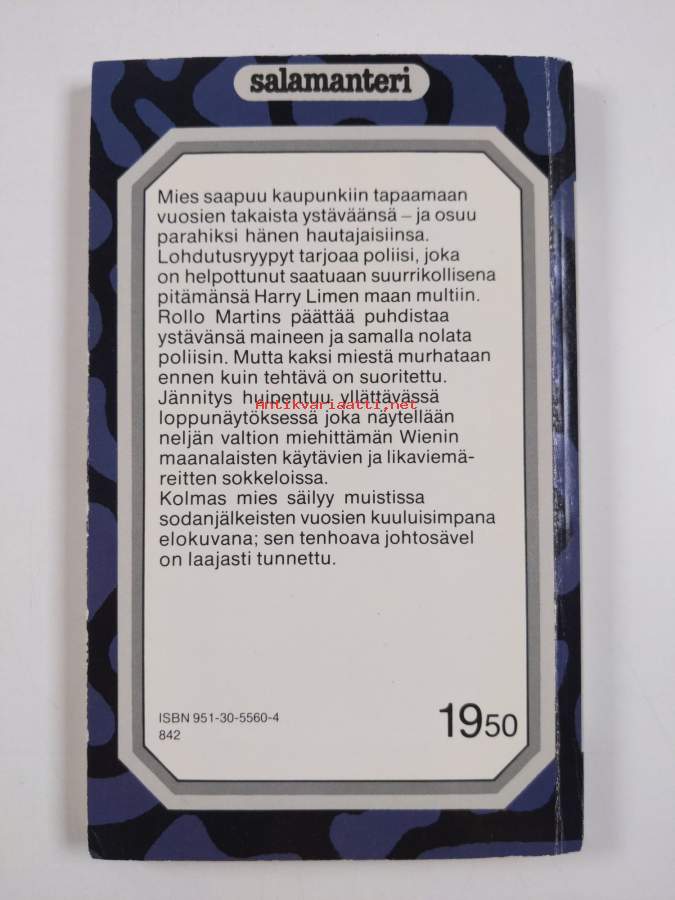 salamanteri
Mies saapuu kaupunkiin tapaamaan
vuosien takaista ystäväänsä – ja osuu
parahiksi hänen hautajaisiinsa.
Lohdutusryypyt tarjoaa poliisi, joka
on helpottunut saatuaan suurrikollisena
pitämänsä Harry Limen maan multiin.
Rollo Martins päättää puhdistaa
ystävänsä maineen ja samalla nolata
poliisin. Mutta kaksi miestä murhataan
ennen kuin tehtävä on suoritettu.
Jännitys huipentuu yllättävässä
Antikvariaatti.net
loppunäytöksessä joka näytellään
neljän valtion miehittämän Wienin
maanalaisten käytävien ja likaviemä-
reitten sokkeloissa.
Kolmas mies säilyy muistissa
sodanjälkeisten vuosien kuuluisimpana
elokuvana; sen tenhoava johtosävel
on laajasti tunnettu.
ISBN 951-30-5560-4
842
1950